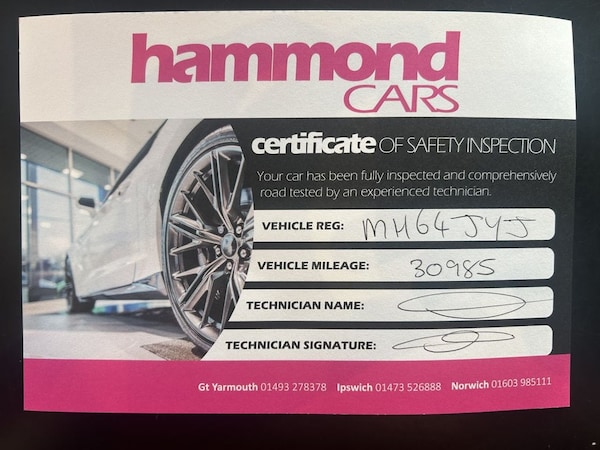 hammond
CARS
certificate OF SAFETY INSPECTION
Your car has been fully inspected and comprehensively
road tested by an experienced technician.
VEHICLE REG: MH64JYJ
VEHICLE MILEAGE: 30985
TECHNICIAN NAME:
TECHNICIAN SIGNATURE:
Gt Yarmouth 01493 278378 Ipswich 01473 526888 Norwich 01603 985111